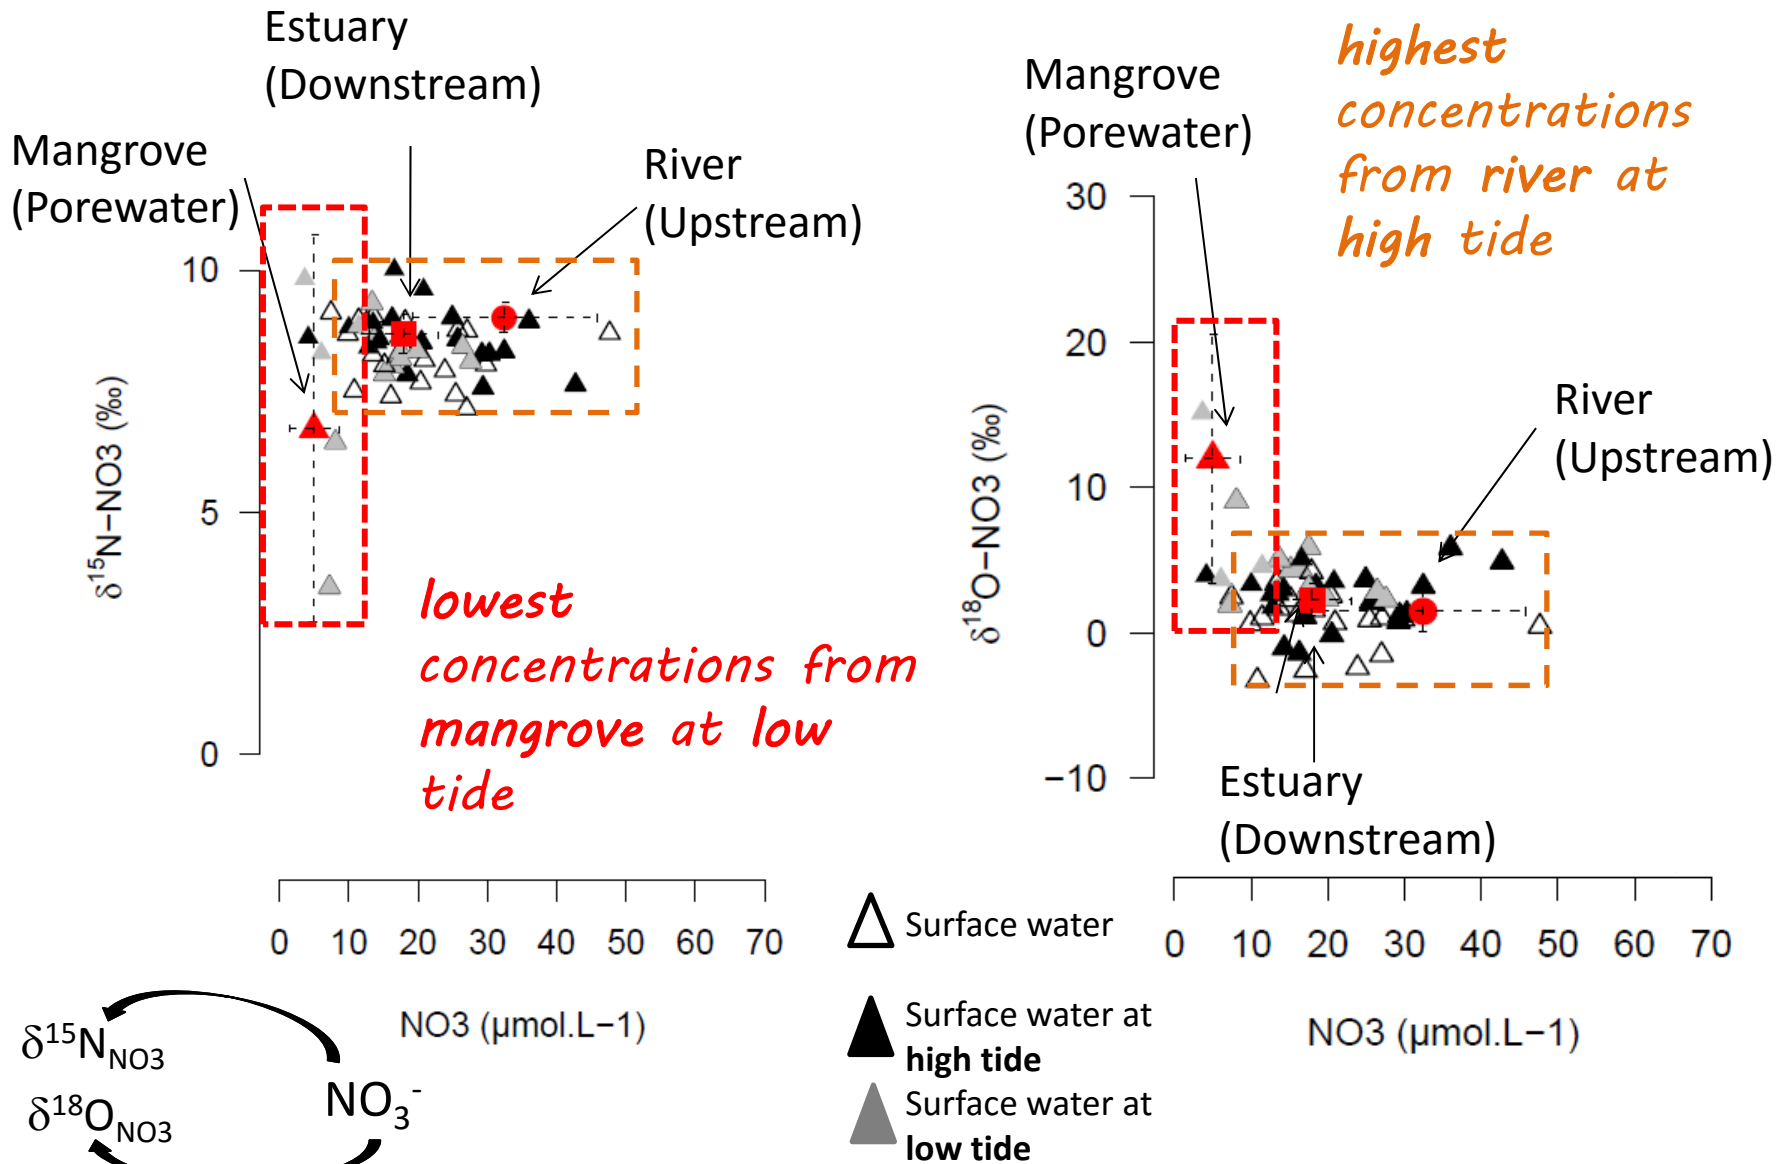 Estuary
(Downstream)
Mangrove
(Porewater)
River
(Upstream)
10
5
0
δ¹⁵N−NO3 (‰)
lowest
concentrations from
mangrove at low
tide
0 10 20 30 40 50 60 70
NO3 (µmol.L−1)
highest
concentrations
from river at
high tide
Mangrove
(Porewater)
River
(Upstream)
30
20
10
0
−10
δ¹⁸O−NO3 (‰)
Estuary
(Downstream)
0 10 20 30 40 50 60 70
NO3 (µmol.L−1)
Surface water
Surface water at
high tide
Surface water at
low tide
δ¹⁵N_NO3
δ¹⁸O_NO3
NO₃⁻